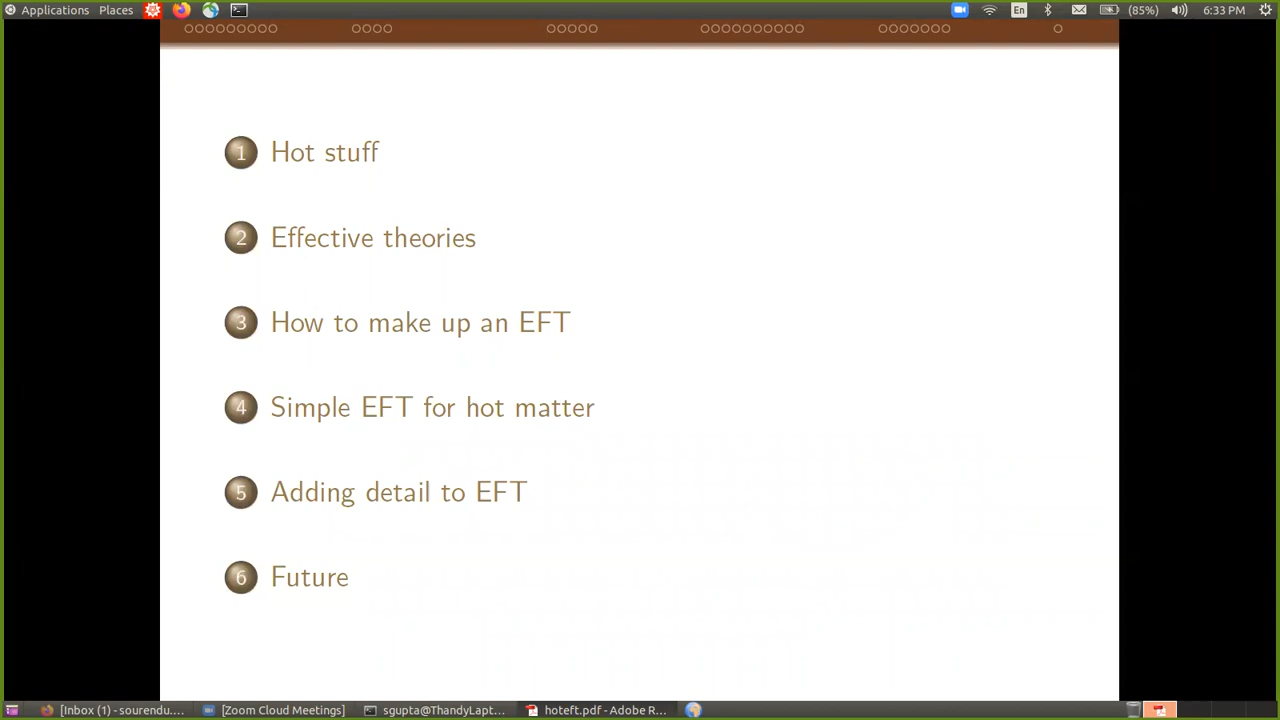 Applications Places En (85%) 6:33 PM
1 Hot stuff
2 Effective theories
3 How to make up an EFT
4 Simple EFT for hot matter
5 Adding detail to EFT
6 Future
[Inbox (1) - sourendu.... [Zoom Cloud Meetings] sgupta@ThandyLapt... hoteft.pdf - Adobe R...